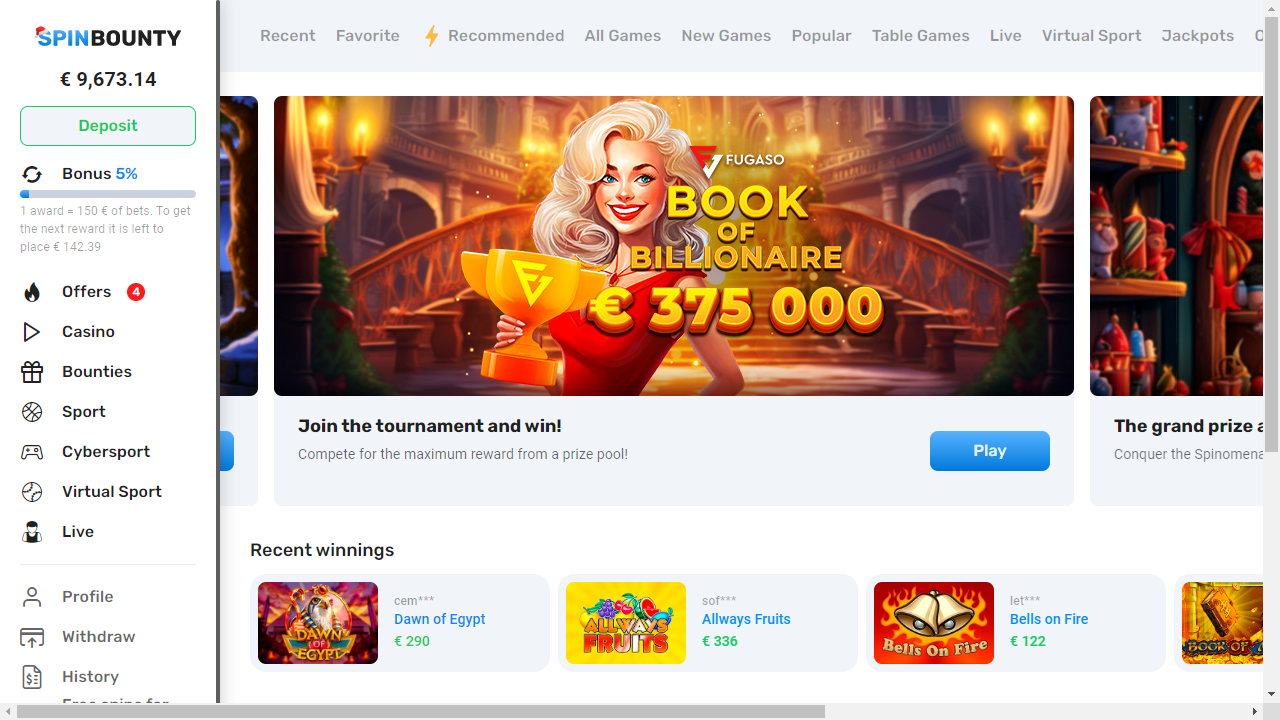 SPINBOUNTY
€ 9,673.14
Deposit
Bonus 5%
1 award = 150 € of bets. To get
the next reward it is left to
place € 142.39
Offers 4
Casino
Bounties
Sport
Cybersport
Virtual Sport
Live
Profile
Withdraw
History
Free spins for
Recent Favorite Recommended All Games New Games Popular Table Games Live Virtual Sport Jackpots
FUGASO
BOOK
OF
BILLIONAIRE
€ 375 000
Join the tournament and win!
Compete for the maximum reward from a prize pool!
Play
The grand prize a
Conquer the Spinomena
Recent winnings
DAWN
OF
EGYPT
cem***
Dawn of Egypt
€ 290
ALLWAYS
FRUITS
sof***
Allways Fruits
€ 336
Bells On Fire
let***
Bells on Fire
€ 122
BOOK OF